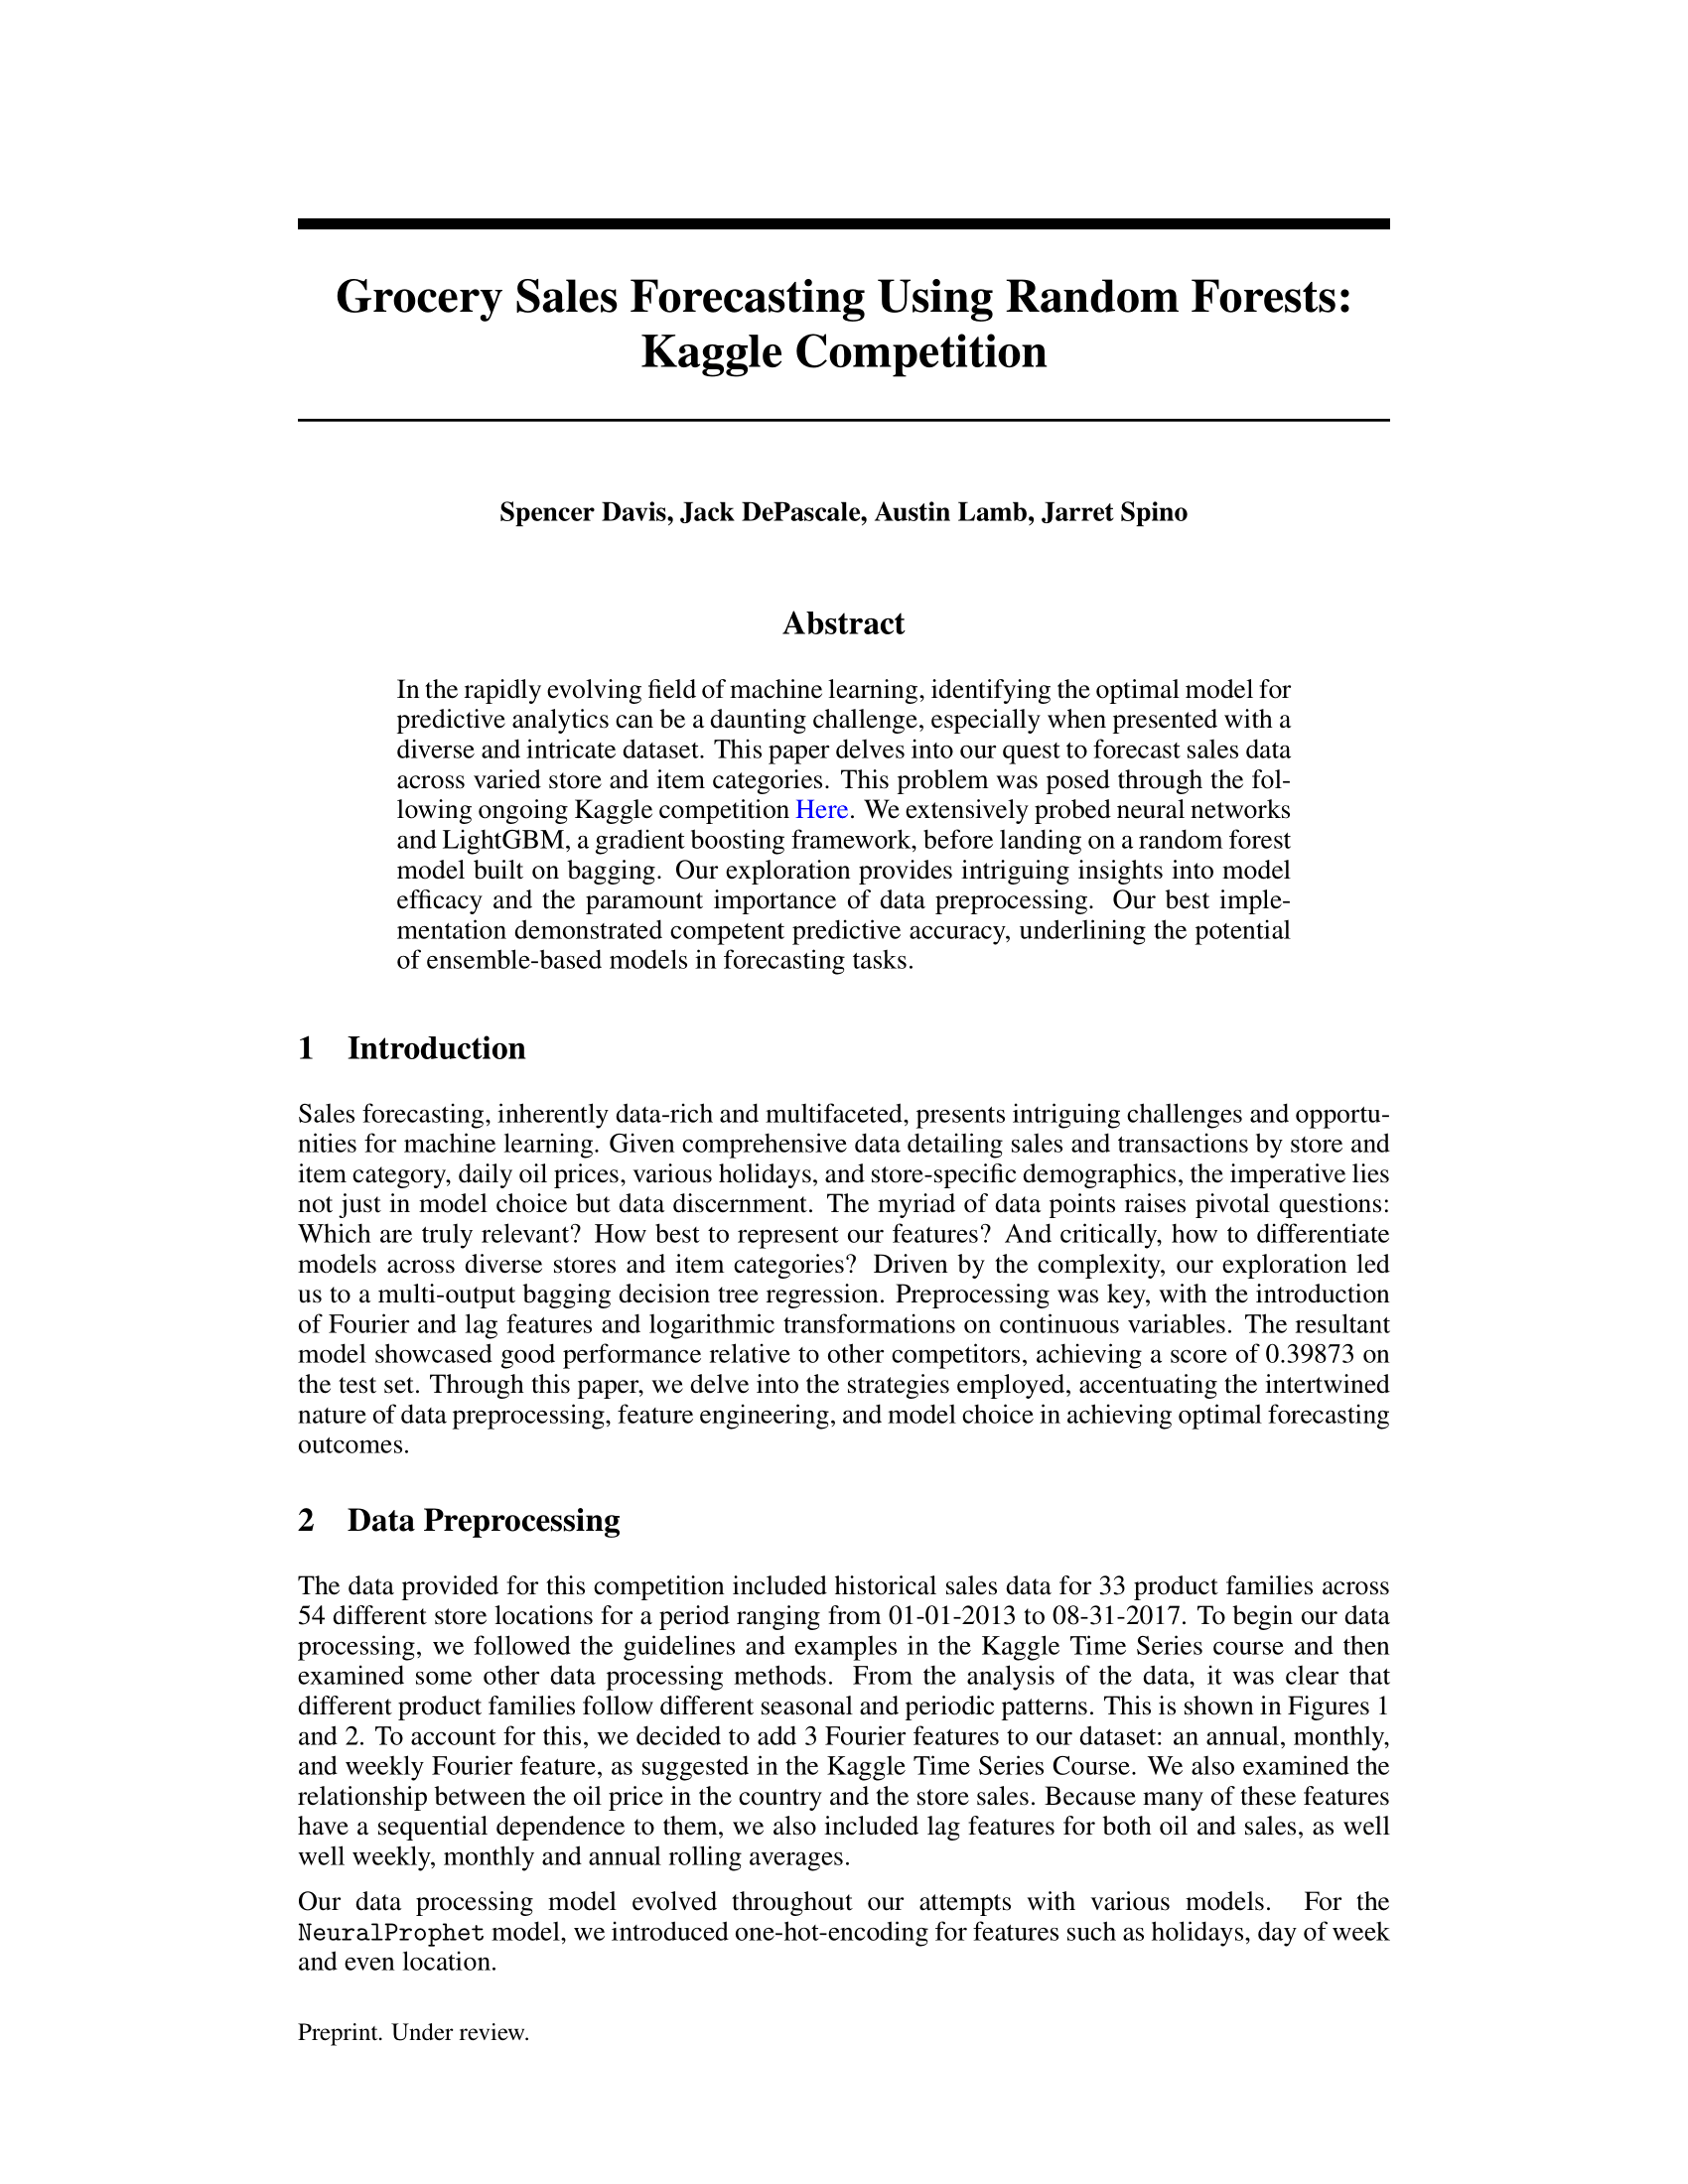 Grocery Sales Forecasting Using Random Forests:
Kaggle Competition
Spencer Davis, Jack DePascale, Austin Lamb, Jarret Spino
Abstract
In the rapidly evolving field of machine learning, identifying the optimal model for
predictive analytics can be a daunting challenge, especially when presented with a
diverse and intricate dataset. This paper delves into our quest to forecast sales data
across varied store and item categories. This problem was posed through the fol-
lowing ongoing Kaggle competition Here. We extensively probed neural networks
and LightGBM, a gradient boosting framework, before landing on a random forest
model built on bagging. Our exploration provides intriguing insights into model
efficacy and the paramount importance of data preprocessing. Our best imple-
mentation demonstrated competent predictive accuracy, underlining the potential
of ensemble-based models in forecasting tasks.
1 Introduction
Sales forecasting, inherently data-rich and multifaceted, presents intriguing challenges and opportu-
nities for machine learning. Given comprehensive data detailing sales and transactions by store and
item category, daily oil prices, various holidays, and store-specific demographics, the imperative lies
not just in model choice but data discernment. The myriad of data points raises pivotal questions:
Which are truly relevant? How best to represent our features? And critically, how to differentiate
models across diverse stores and item categories? Driven by the complexity, our exploration led
us to a multi-output bagging decision tree regression. Preprocessing was key, with the introduction
of Fourier and lag features and logarithmic transformations on continuous variables. The resultant
model showcased good performance relative to other competitors, achieving a score of 0.39873 on
the test set. Through this paper, we delve into the strategies employed, accentuating the intertwined
nature of data preprocessing, feature engineering, and model choice in achieving optimal forecasting
outcomes.
2 Data Preprocessing
The data provided for this competition included historical sales data for 33 product families across
54 different store locations for a period ranging from 01-01-2013 to 08-31-2017. To begin our data
processing, we followed the guidelines and examples in the Kaggle Time Series course and then
examined some other data processing methods. From the analysis of the data, it was clear that
different product families follow different seasonal and periodic patterns. This is shown in Figures 1
and 2. To account for this, we decided to add 3 Fourier features to our dataset: an annual, monthly,
and weekly Fourier feature, as suggested in the Kaggle Time Series Course. We also examined the
relationship between the oil price in the country and the store sales. Because many of these features
have a sequential dependence to them, we also included lag features for both oil and sales, as well
well weekly, monthly and annual rolling averages.
Our data processing model evolved throughout our attempts with various models. For the
NeuralProphet model, we introduced one-hot-encoding for features such as holidays, day of week
and even location.
Preprint. Under review.